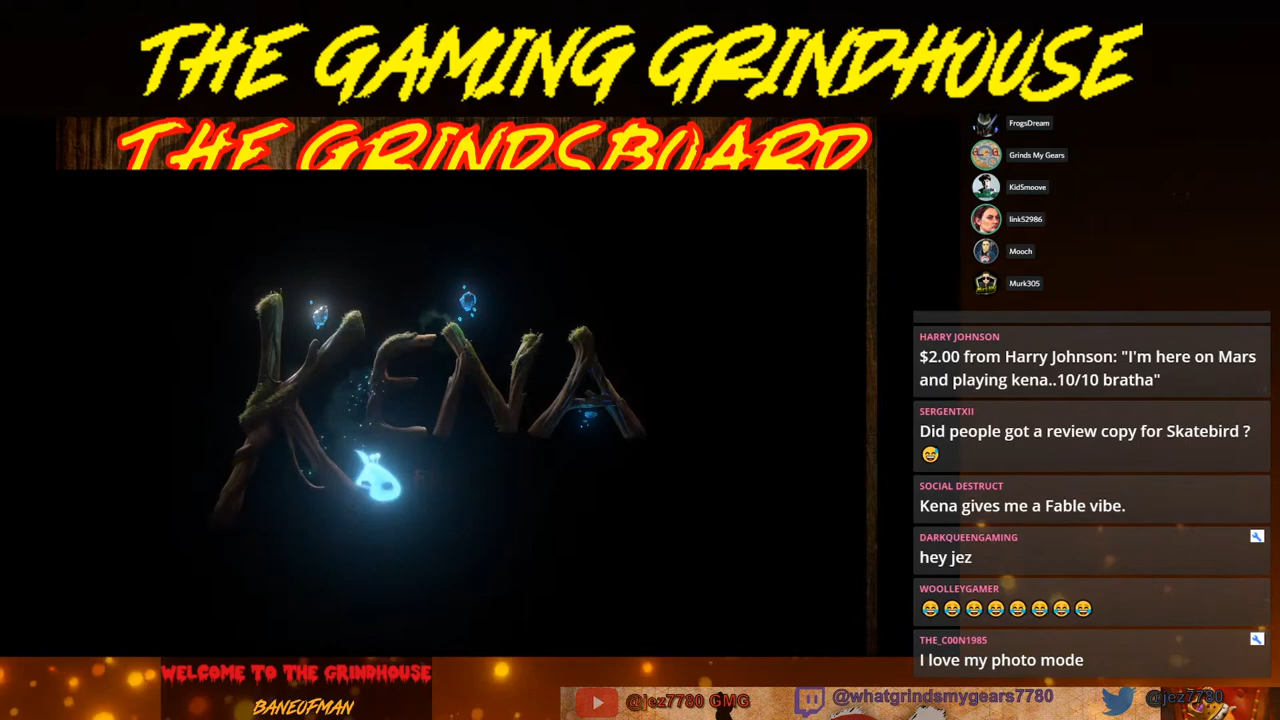 THE GAMING GRINDHOUSE
THE GRINDSBOARD
KENA
FrogsDream
Grinds My Gears
KidSmoove
link52986
Mooch
Murk305
HARRY JOHNSON
$2.00 from Harry Johnson: "I'm here on Mars
and playing kena..10/10 bratha"
SERGENTXII
Did people got a review copy for Skatebird ?
😅
SOCIAL DESTRUCT
Kena gives me a Fable vibe.
DARKQUEENGAMING
hey jez
WOOLLEYGAMER
😂😂😂😂😂😂😂😂
THE_C00N1985
I love my photo mode
WELCOME TO THE GRINDHOUSE
BANEOFMAN
@jez7780 GMG
@whatgrindsmygears7780
@jez7780